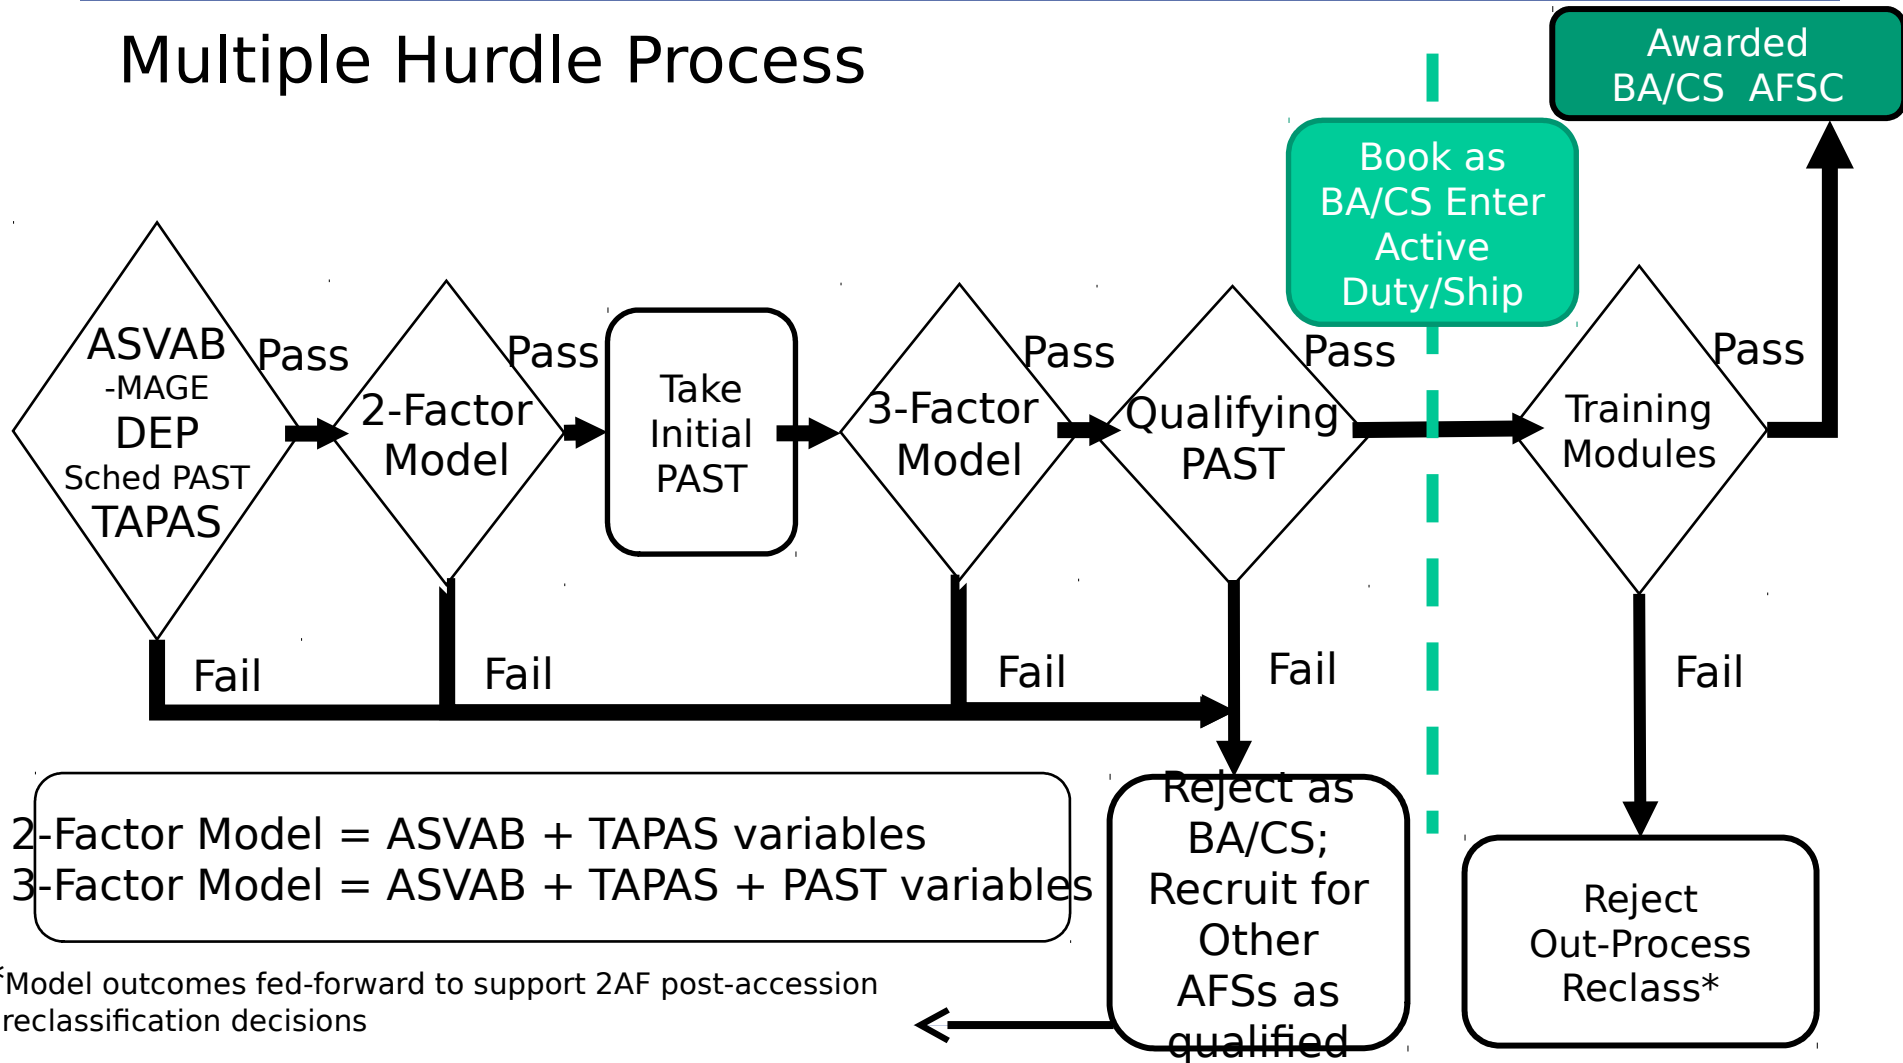 Multiple Hurdle Process
Awarded
BA/CS  AFSC
Book as
BA/CS Enter
Active
Duty/Ship
ASVAB
-MAGE
DEP
Sched PAST
TAPAS
Pass
2-Factor
Model
Pass
Take
Initial
PAST
3-Factor
Model
Pass
Qualifying
PAST
Pass
Training
Modules
Pass
Fail
Fail
Fail
Fail
Fail
2-Factor Model = ASVAB + TAPAS variables
3-Factor Model = ASVAB + TAPAS + PAST variables
Reject as
BA/CS;
Recruit for
Other
AFSs as
qualified
Reject
Out-Process
Reclass*
*Model outcomes fed-forward to support 2AF post-accession
reclassification decisions